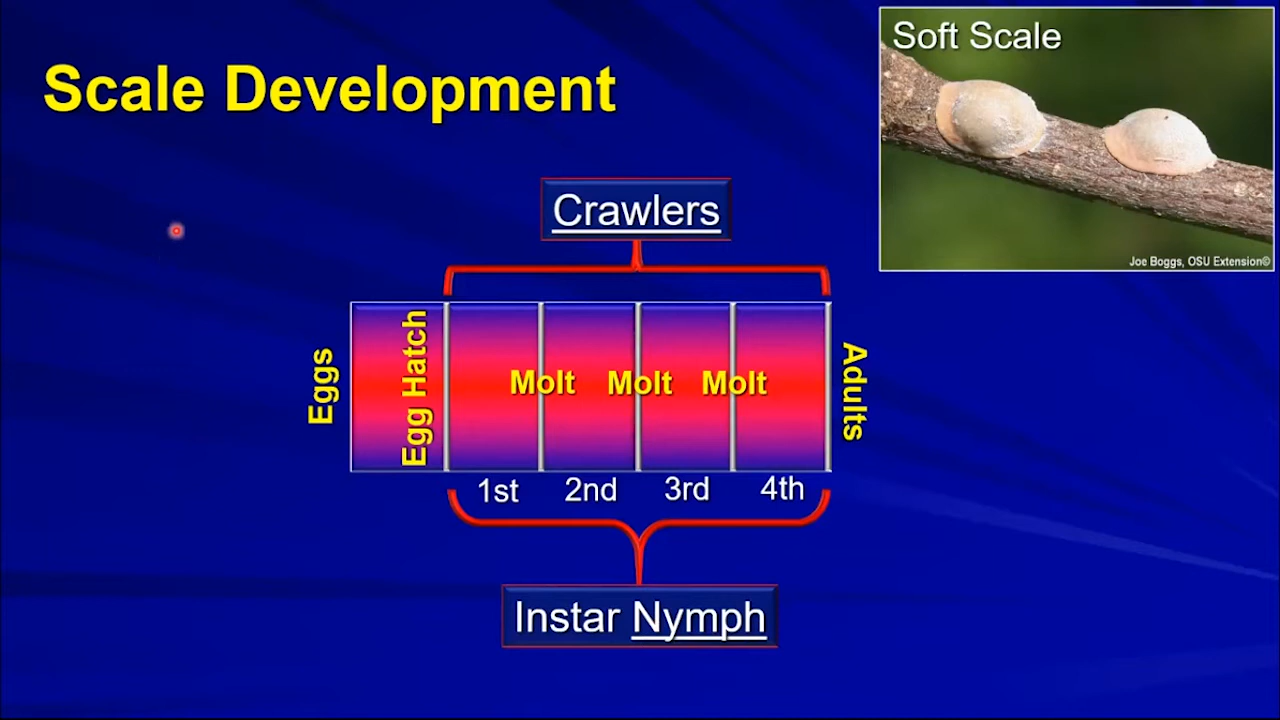 Scale Development
Soft Scale
Joe Boggs, OSU Extension©
Crawlers
Eggs
Egg Hatch
Molt Molt Molt
Adults
1st 2nd 3rd 4th
Instar Nymph